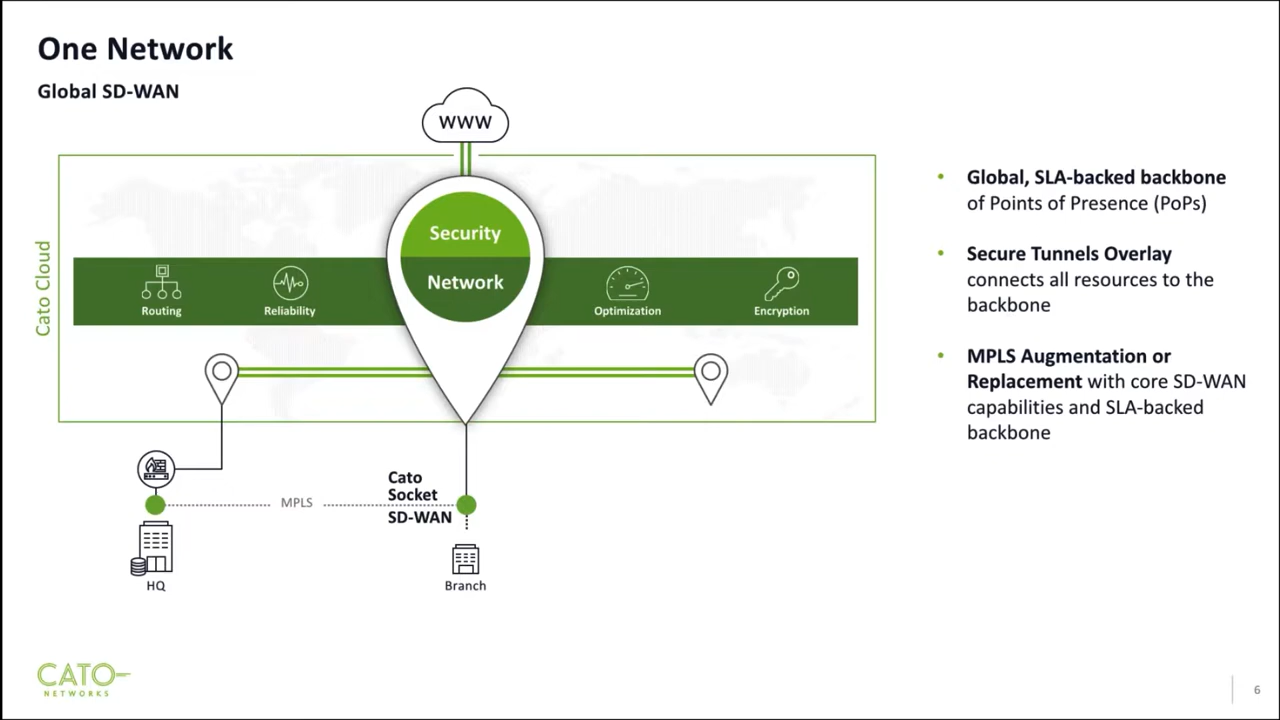 One Network
Global SD-WAN
WWW
Cato Cloud
Security
Network
Routing
Reliability
Optimization
Encryption
MPLS
Cato
Socket
SD-WAN
HQ
Branch
• Global, SLA-backed backbone
of Points of Presence (PoPs)
• Secure Tunnels Overlay
connects all resources to the
backbone
• MPLS Augmentation or
Replacement with core SD-WAN
capabilities and SLA-backed
backbone
CATO
NETWORKS
6